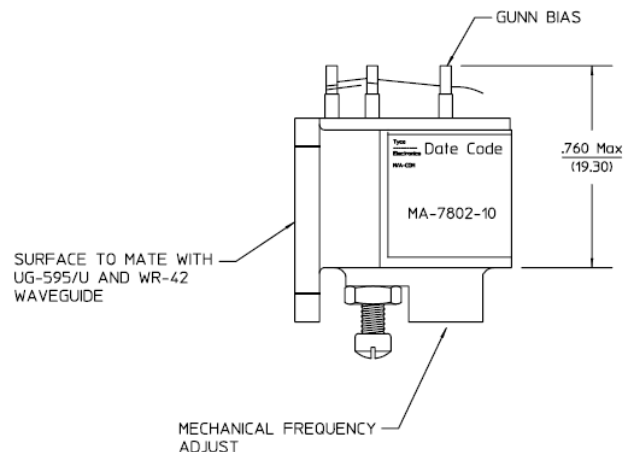 GUNN BIAS
Tyco
Electronics
M/A-COM
Date Code
.760 Max
(19.30)
MA-7802-10
SURFACE TO MATE WITH
UG-595/U AND WR-42
WAVEGUIDE
MECHANICAL FREQUENCY
ADJUST